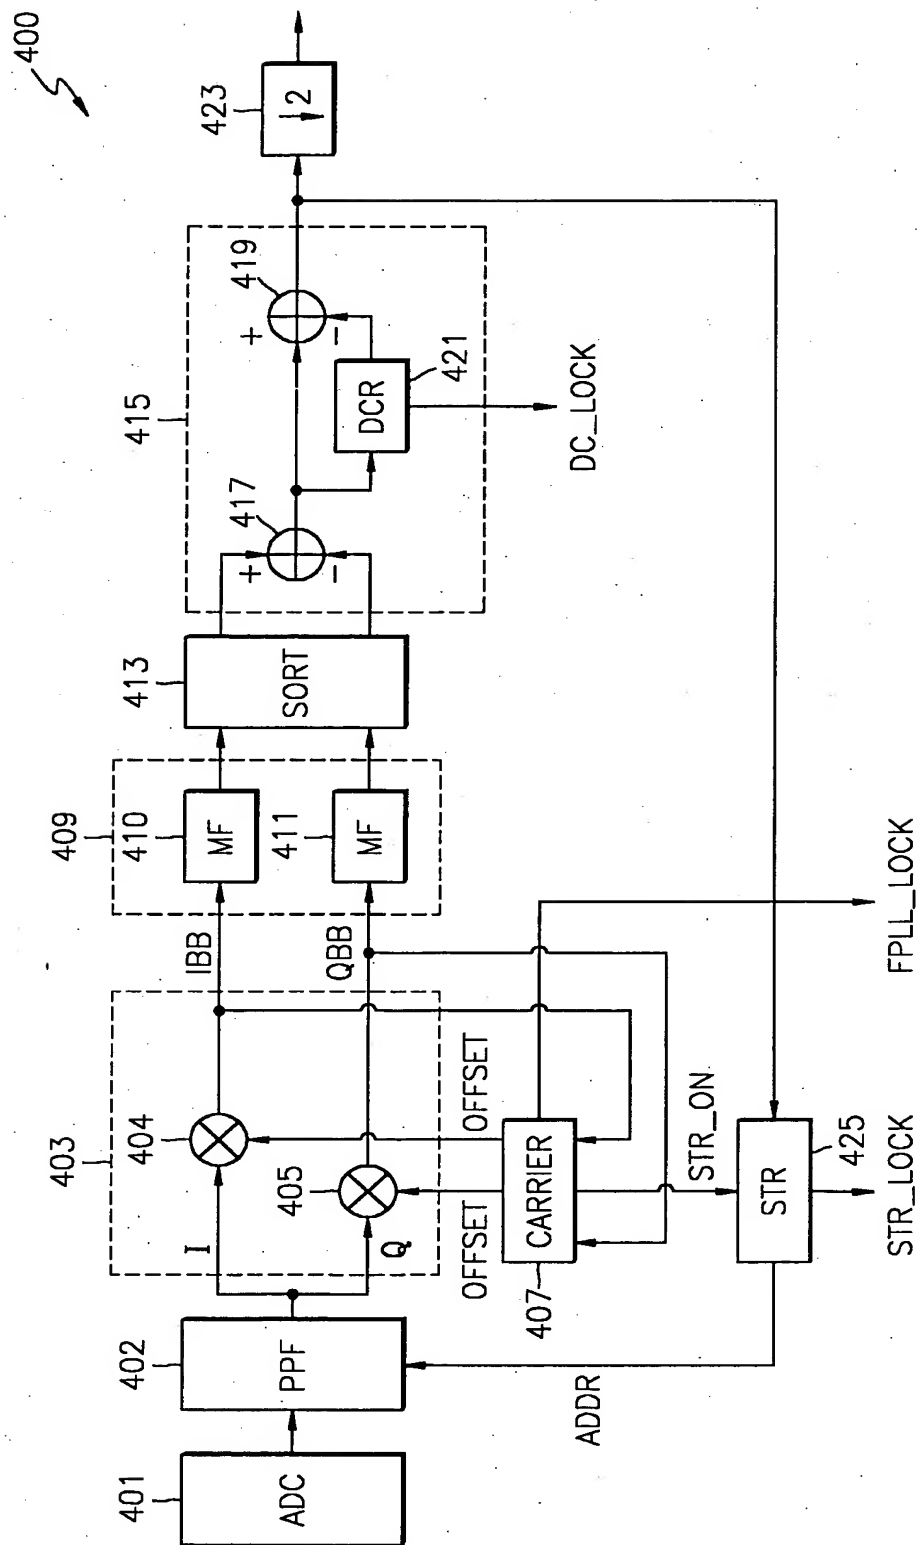 400
401
ADC
402
PPF
ADDR
403
404
405
I
Q
IBB
QBB
OFFSET
OFFSET
407
CARRIER
STR_ON
FPLL_LOCK
425
STR
STR_LOCK
409
410
MF
411
MF
413
SORT
415
417
+
-
419
+
-
421
DCR
DC_LOCK
423
↓2